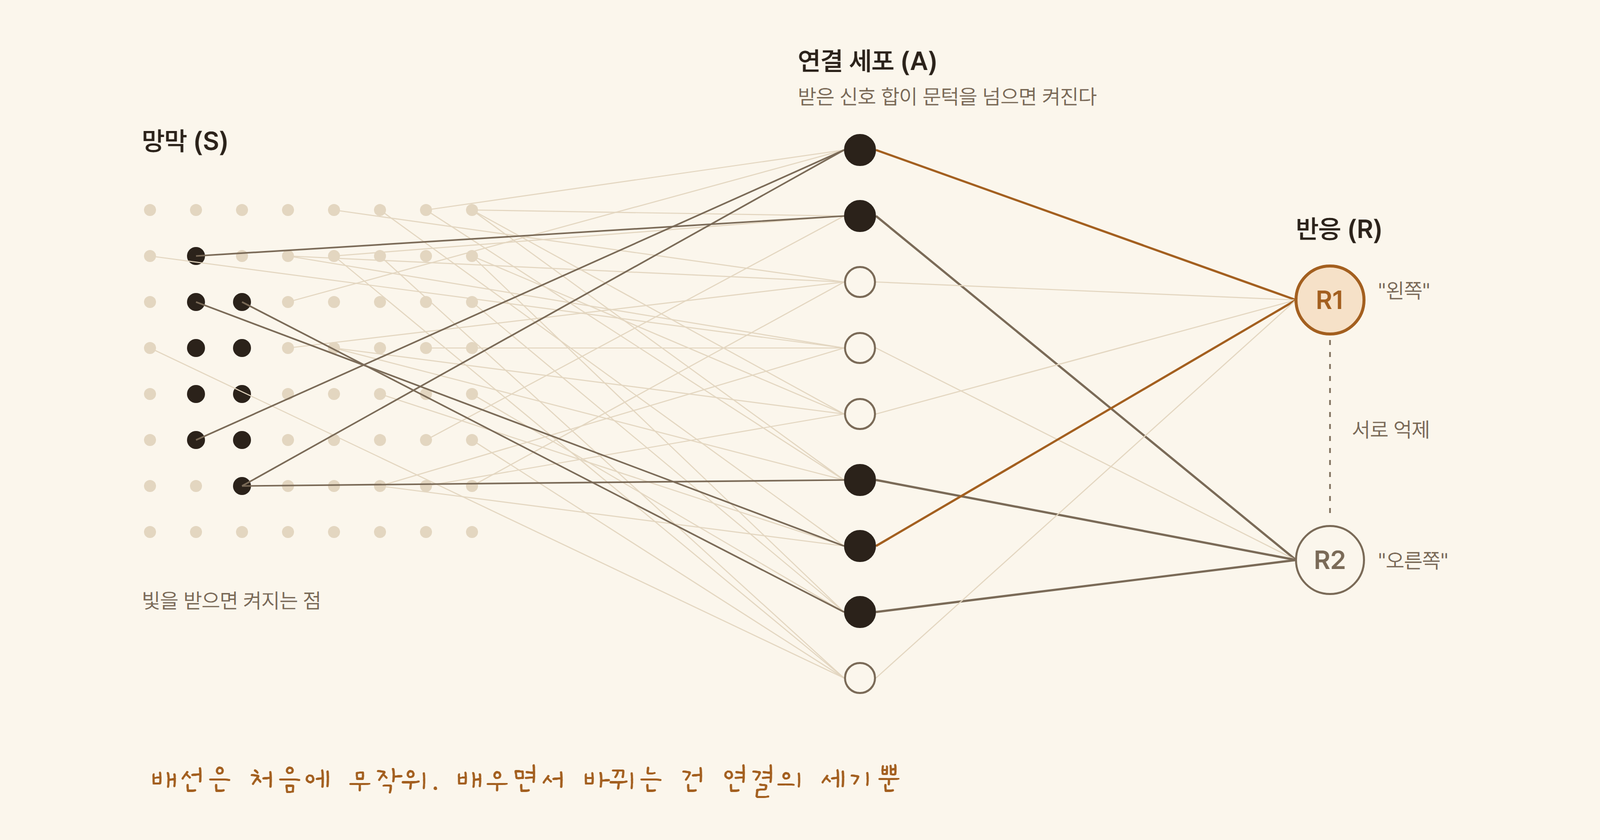 연결 세포 (A)
받은 신호 합이 문턱을 넘으면 켜진다
망막 (S)
반응 (R)
R1
"왼쪽"
서로 억제
R2
"오른쪽"
빛을 받으면 켜지는 점
배선은 처음에 무작위. 배우면서 바뀌는 건 연결의 세기뿐